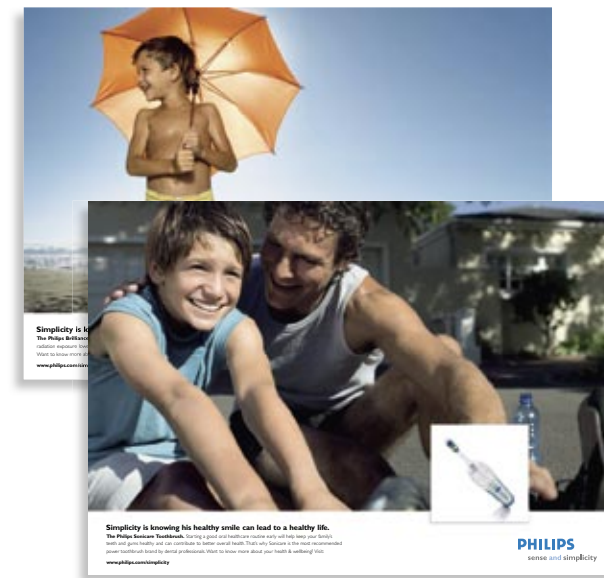 Simplicity is k
The Philips Brilliance
radiation exposure low
Want to know more ab
www.philips.com/sim
Simplicity is knowing his healthy smile can lead to a healthy life.
The Philips Sonicare Toothbrush. Starting a good oral healthcare routine early will help keep your family's
teeth and gums healthy and can contribute to better overall health. That's why Sonicare is the most recommended
power toothbrush brand by dental professionals. Want to know more about your health & wellbeing? Visit
www.philips.com/simplicity
PHILIPS
sense and simplicity